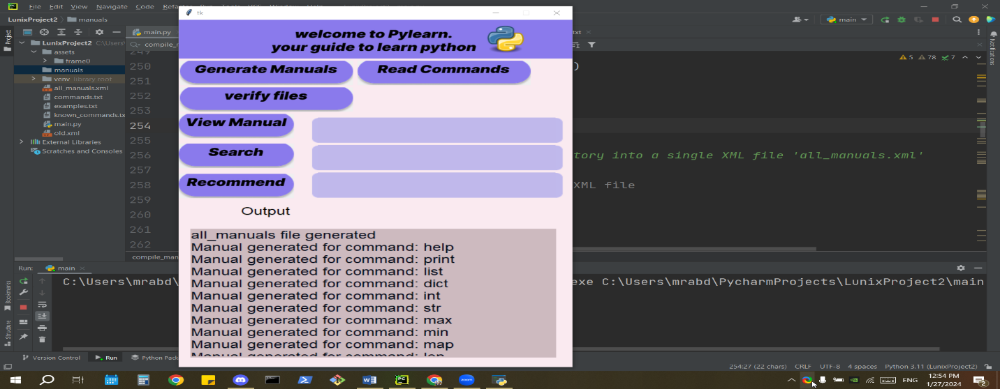 File Edit View Navigate Code
tk
LunixProject2 manuals
main
Project
main.py
txt
Notifications
welcome to Pylearn.
your guide to learn python
LunixProject2 C:\Users\
assets
frame0
manuals
venv library root
all_manuals.xml
commands.txt
examples.txt
known_commands.tx
main.py
old.xml
External Libraries
Scratches and Consoles
compile_
5 78 7
249
250 )
251
252
253
254
255
256 tory into a single XML file 'all_manuals.xml'
257
258 XML file
259
260
261
262
Generate Manuals Read Commands
verify files
View Manual
Search
Recommend
Output
all_manuals file generated
Manual generated for command: help
Manual generated for command: print
Manual generated for command: list
Manual generated for command: dict
Manual generated for command: int
Manual generated for command: str
Manual generated for command: max
Manual generated for command: min
Manual generated for command: map
Manual generated for command: len
compile_man
Run: main
C:\Users\mrabd\ exe C:\Users\mrabd\PycharmProjects\LunixProject2\main
Bookmarks
Structure
Version Control Run Python Pack
254:27 (22 chars) CRLF UTF-8 4 spaces Python 3.11 (LunixProject2)
ENG
12:54 PM
1/27/2024
2